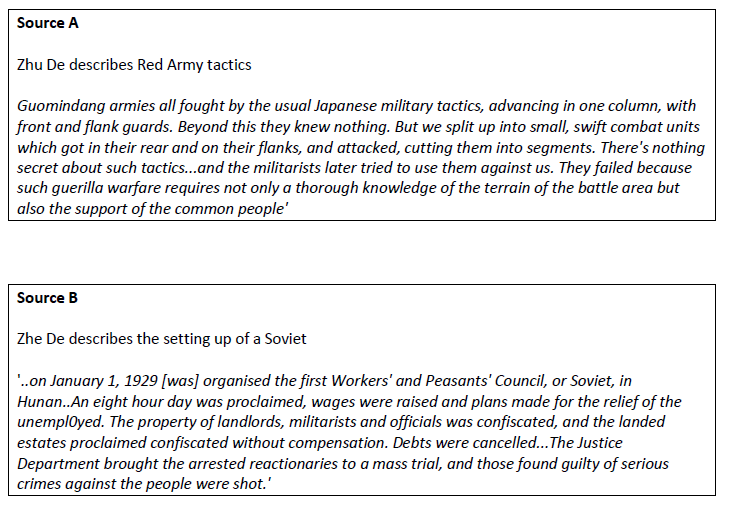 Source A
Zhu De describes Red Army tactics
Guomindang armies all fought by the usual Japanese military tactics, advancing in one column, with
front and flank guards. Beyond this they knew nothing. But we split up into small, swift combat units
which got in their rear and on their flanks, and attacked, cutting them into segments. There's nothing
secret about such tactics...and the militarists later tried to use them against us. They failed because
such guerilla warfare requires not only a thorough knowledge of the terrain of the battle area but
also the support of the common people'
Source B
Zhe De describes the setting up of a Soviet
'..on January 1, 1929 [was] organised the first Workers' and Peasants' Council, or Soviet, in
Hunan..An eight hour day was proclaimed, wages were raised and plans made for the relief of the
unempl0yed. The property of landlords, militarists and officials was confiscated, and the landed
estates proclaimed confiscated without compensation. Debts were cancelled...The Justice
Department brought the arrested reactionaries to a mass trial, and those found guilty of serious
crimes against the people were shot.'